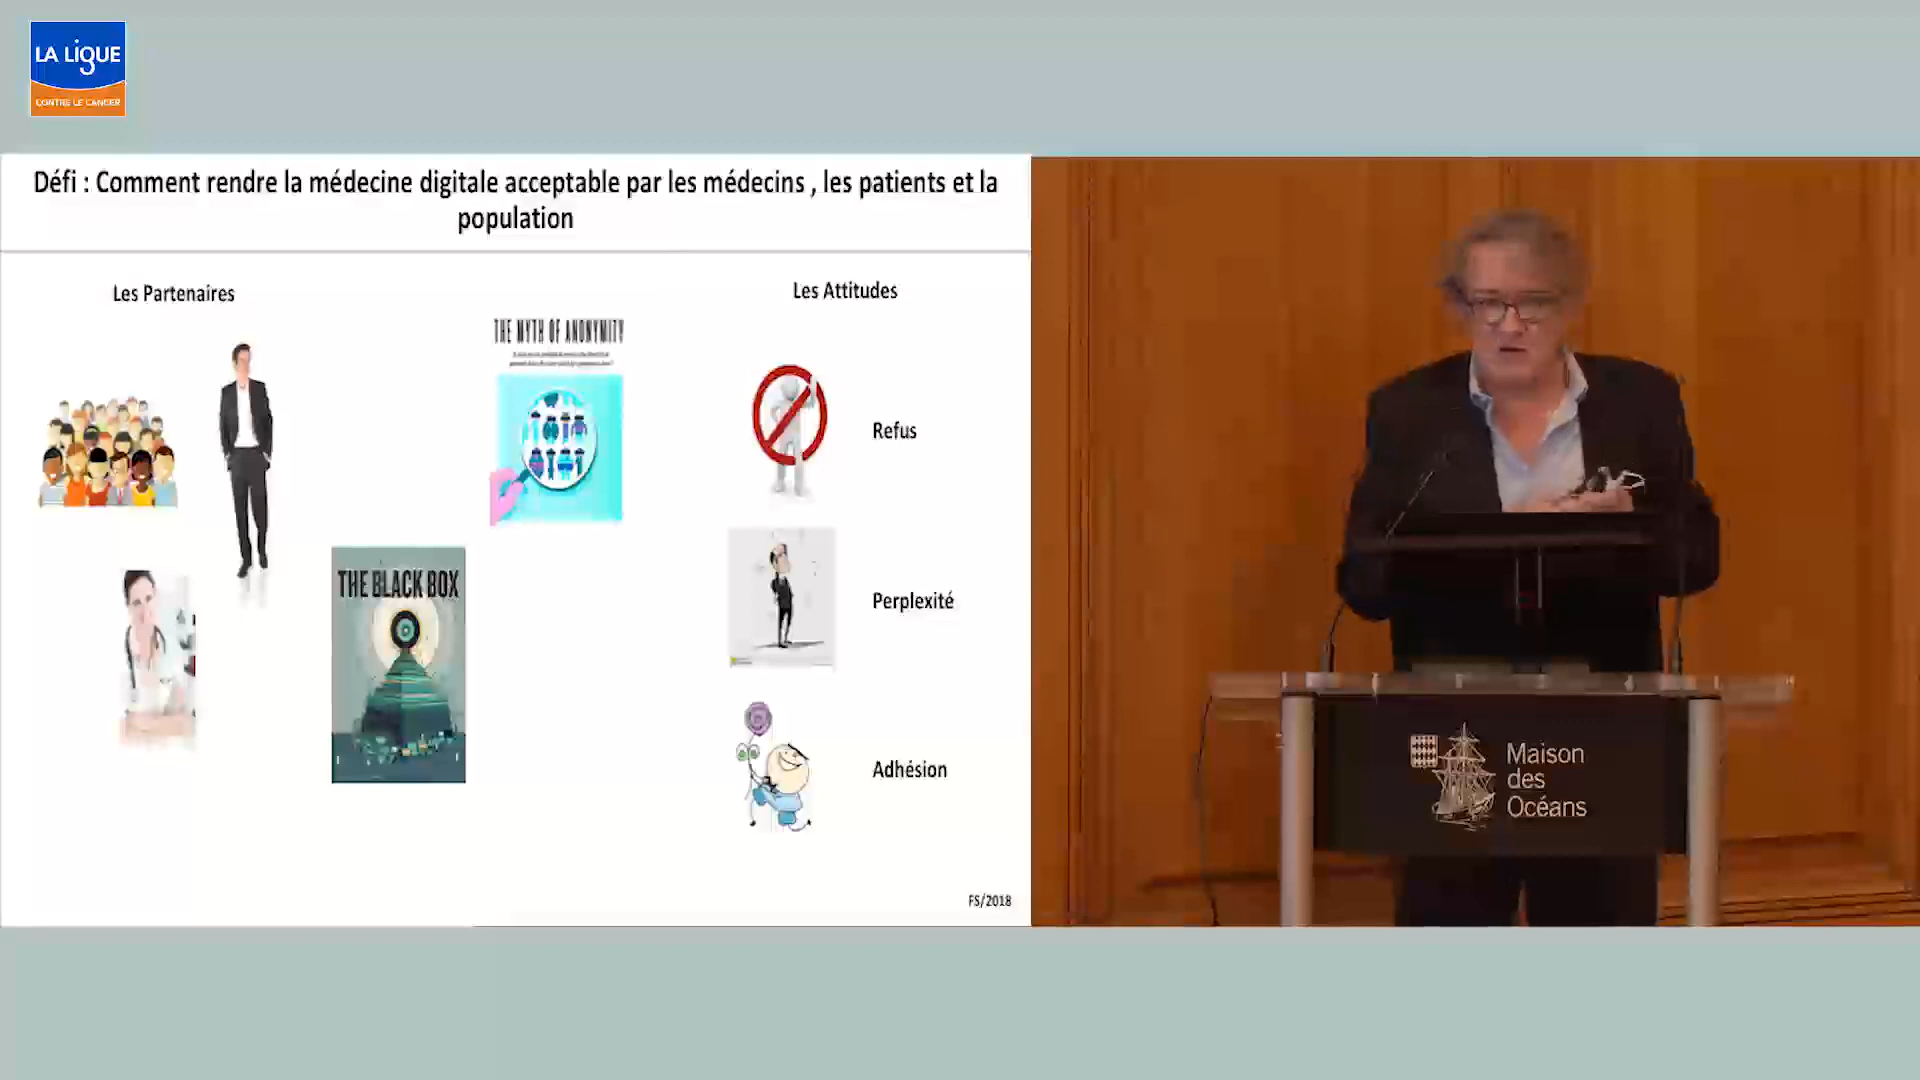 LA LIGUE
CONTRE LE CANCER
Défi : Comment rendre la médecine digitale acceptable par les médecins , les patients et la
population
Les Partenaires
Les Attitudes
THE MYTH OF ANONYMITY
Refus
THE BLACK BOX
Perplexité
Adhésion
FS/2018
Maison
des
Océans